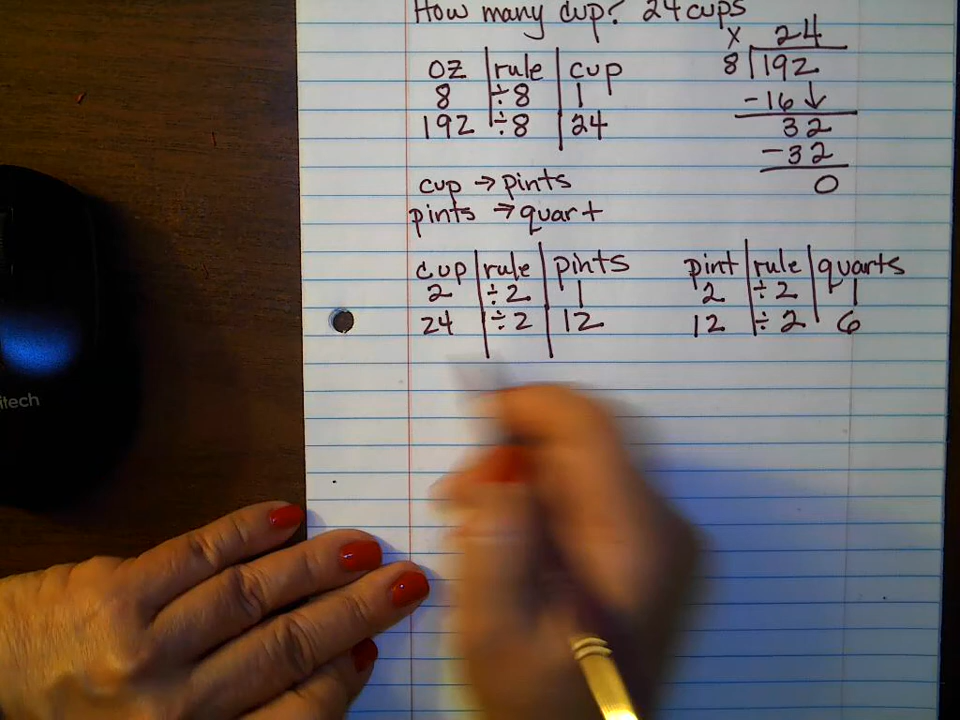 How many cup? 24 cups
oz rule cup
8 ÷8 1
192 ÷8 24
x 24
8 192
-16↓
32
-32
0
cup → pints
pints → quart
cup rule pints
2 ÷2 1
24 ÷2 12
pint rule quarts
2 ÷2 1
12 ÷2 6
itech